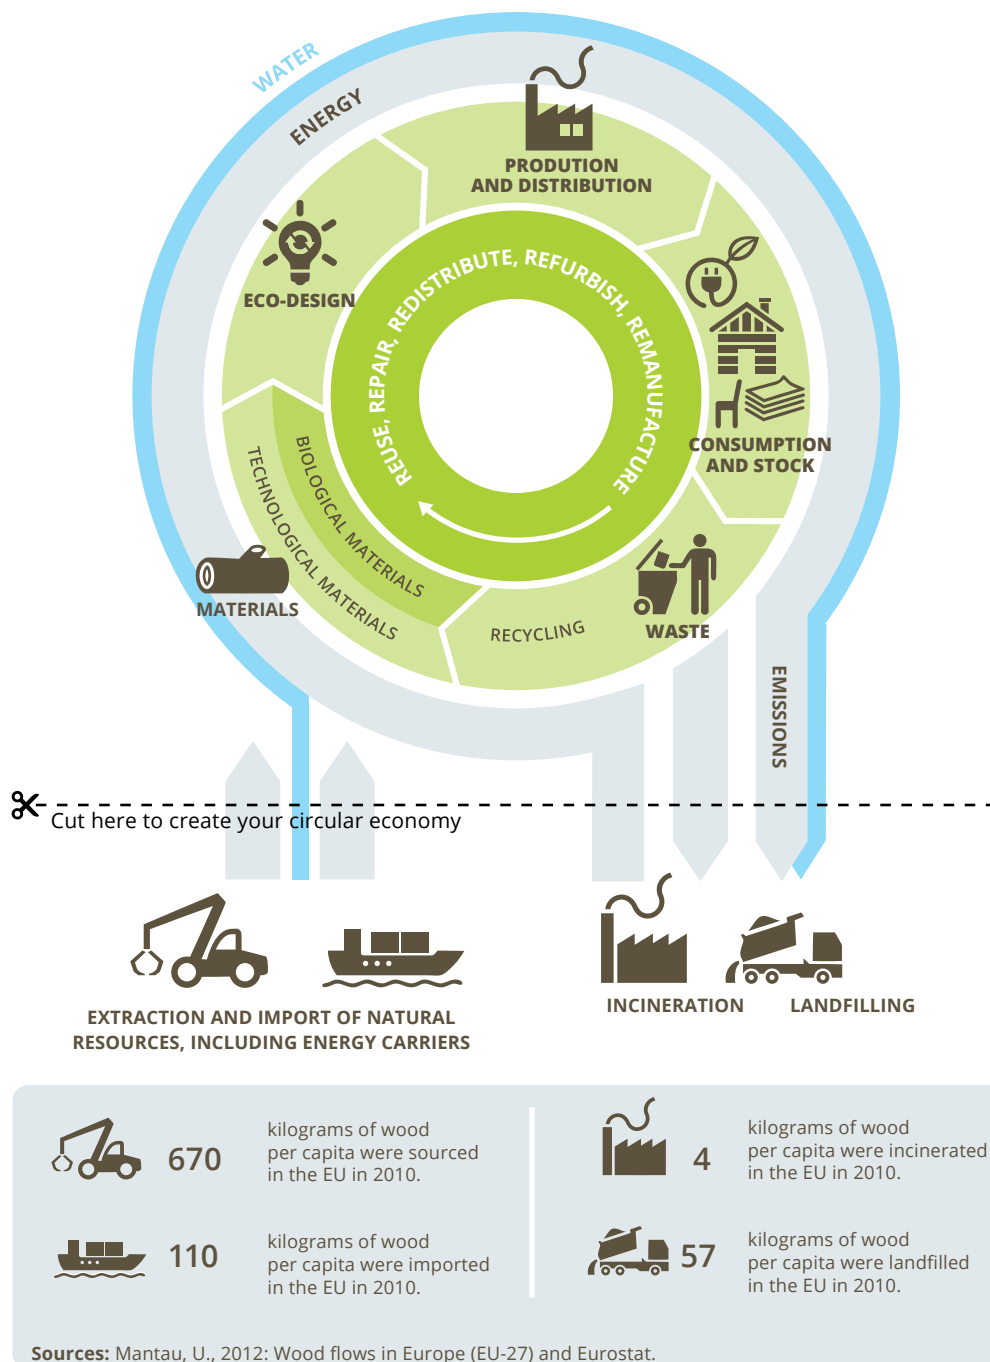 WATER
ENERGY
PRODUTION
AND DISTRIBUTION
ECO-DESIGN
REUSE, REPAIR, REDISTRIBUTE, REFURBISH, REMANUFACTURE
CONSUMPTION
AND STOCK
BIOLOGICAL MATERIALS
TECHNOLOGICAL MATERIALS
MATERIALS
RECYCLING
WASTE
EMISSIONS
Cut here to create your circular economy
EXTRACTION AND IMPORT OF NATURAL
RESOURCES, INCLUDING ENERGY CARRIERS
INCINERATION
LANDFILLING
670
kilograms of wood
per capita were sourced
in the EU in 2010.
110
kilograms of wood
per capita were imported
in the EU in 2010.
4
kilograms of wood
per capita were incinerated
in the EU in 2010.
57
kilograms of wood
per capita were landfilled
in the EU in 2010.
Sources: Mantau, U., 2012: Wood flows in Europe (EU-27) and Eurostat.